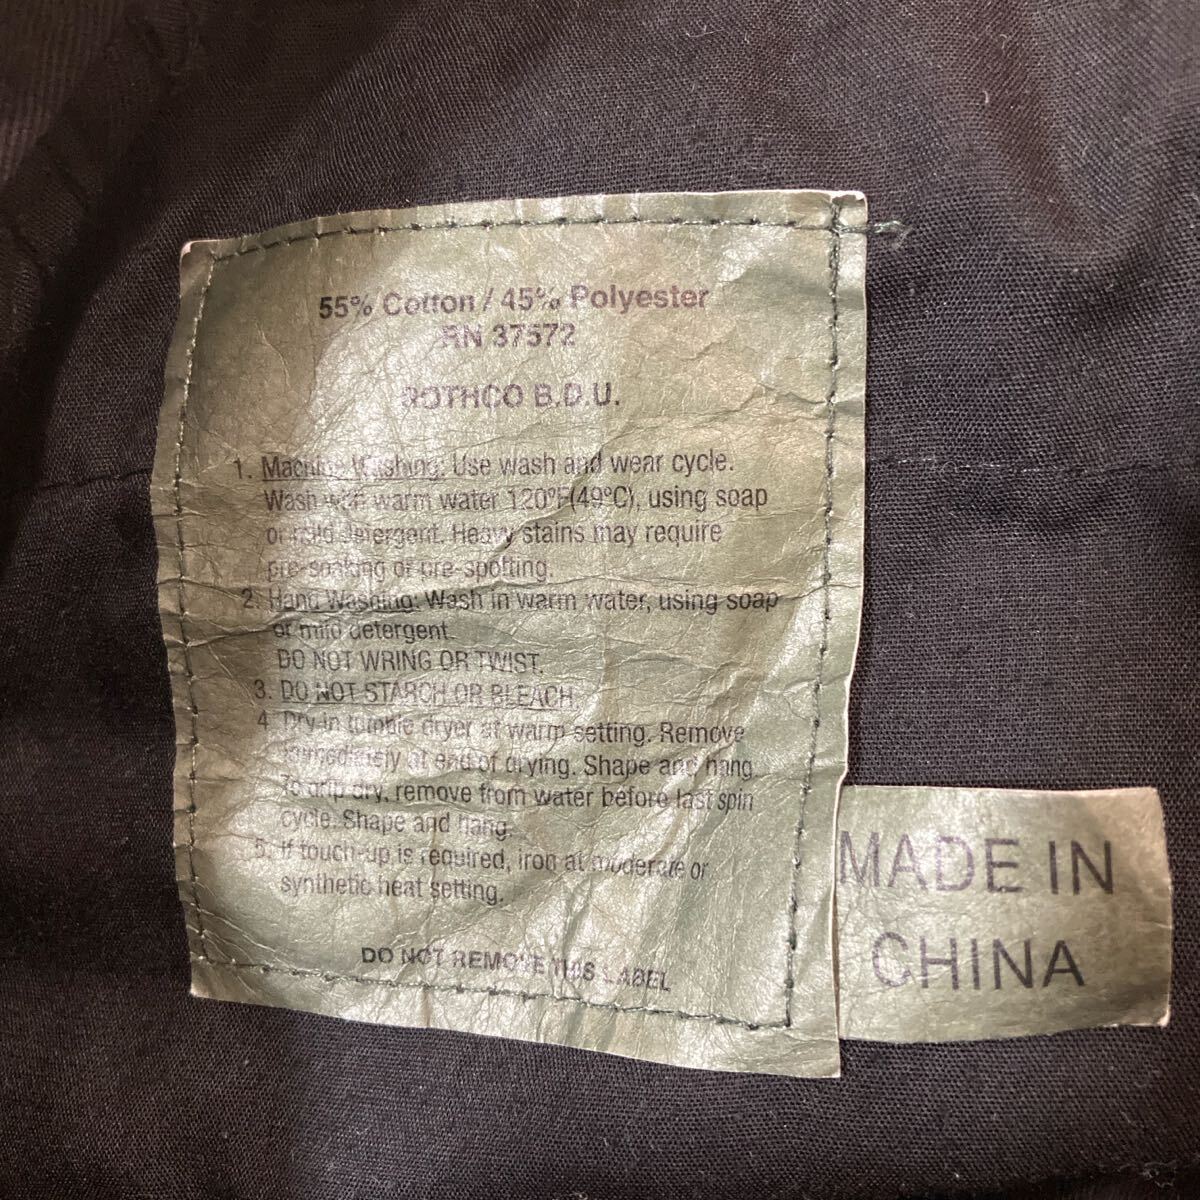 55% Cotton / 45% Polyester
RN 37572
ROTHCO B.D.U.
1. Machine Washing: Use wash and wear cycle.
Wash with warm water 120°F(49°C), using soap
or mild detergent. Heavy stains may require
pre-soaking or pre-spotting.
2. Hand Washing: Wash in warm water, using soap
or mild detergent.
DO NOT WRING OR TWIST.
3. DO NOT STARCH OR BLEACH.
4. Dry-in tumble dryer at warm setting. Remove
immediately at end of drying. Shape and hang.
To drip dry, remove from water before last spin
cycle. Shape and hang.
5. If touch-up is required, iron at moderate or
synthetic heat setting.
DO NOT REMOVE THIS LABEL
MADE IN
CHINA